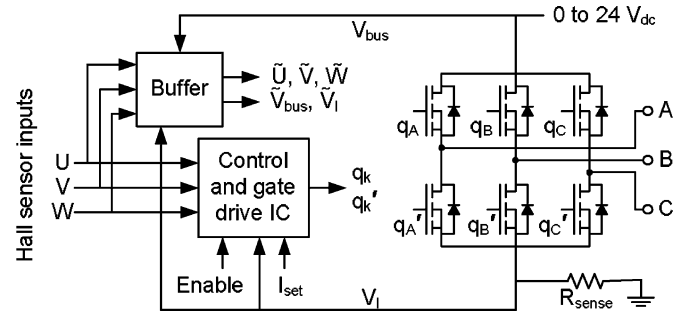 V_bus
0 to 24 V_dc
Buffer
Ũ, Ṽ, W̃
Ṽ_bus, Ṽ_I
Hall sensor inputs
U
V
W
Control
and gate
drive IC
q_k
q_k′
Enable
I_set
V_I
q_A
q_B
q_C
q_A′
q_B′
q_C′
A
B
C
R_sense